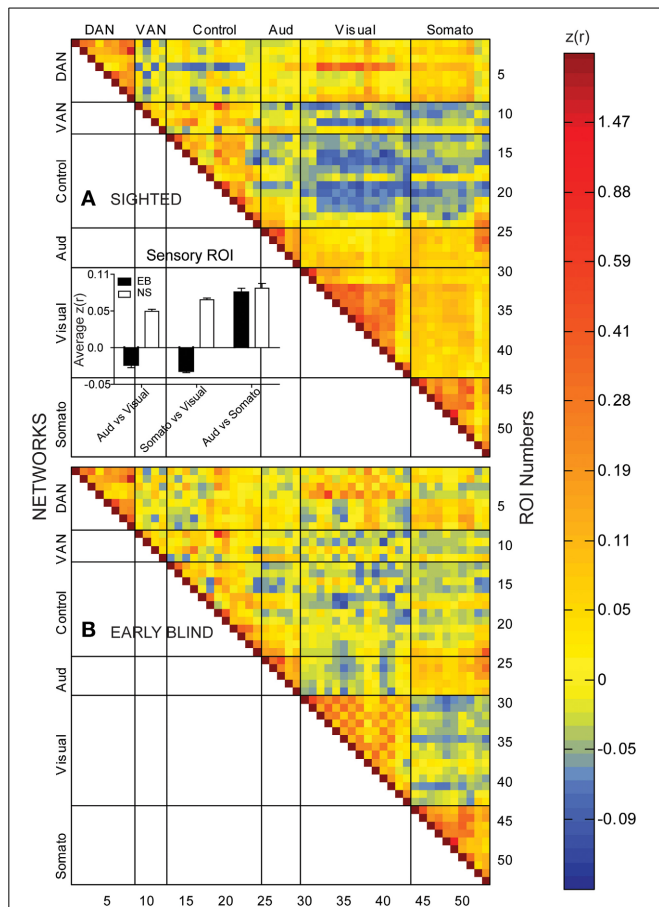 DAN VAN Control Aud Visual Somato
z(r)
DAN
VAN
Control
Aud
Visual
Somato
5
10
15
20
25
30
35
40
45
50
A SIGHTED
Sensory ROI
0.11
0.05
0.0
-0.05
Average z(r)
EB
NS
Aud vs Visual
Somato vs Visual
Aud vs Somato
NETWORKS
ROI Numbers
DAN
VAN
Control
Aud
Visual
Somato
5
10
15
20
25
30
35
40
45
50
B EARLY BLIND
5 10 15 20 25 30 35 40 45 50
1.47
0.88
0.59
0.41
0.28
0.19
0.11
0.05
0
-0.05
-0.09